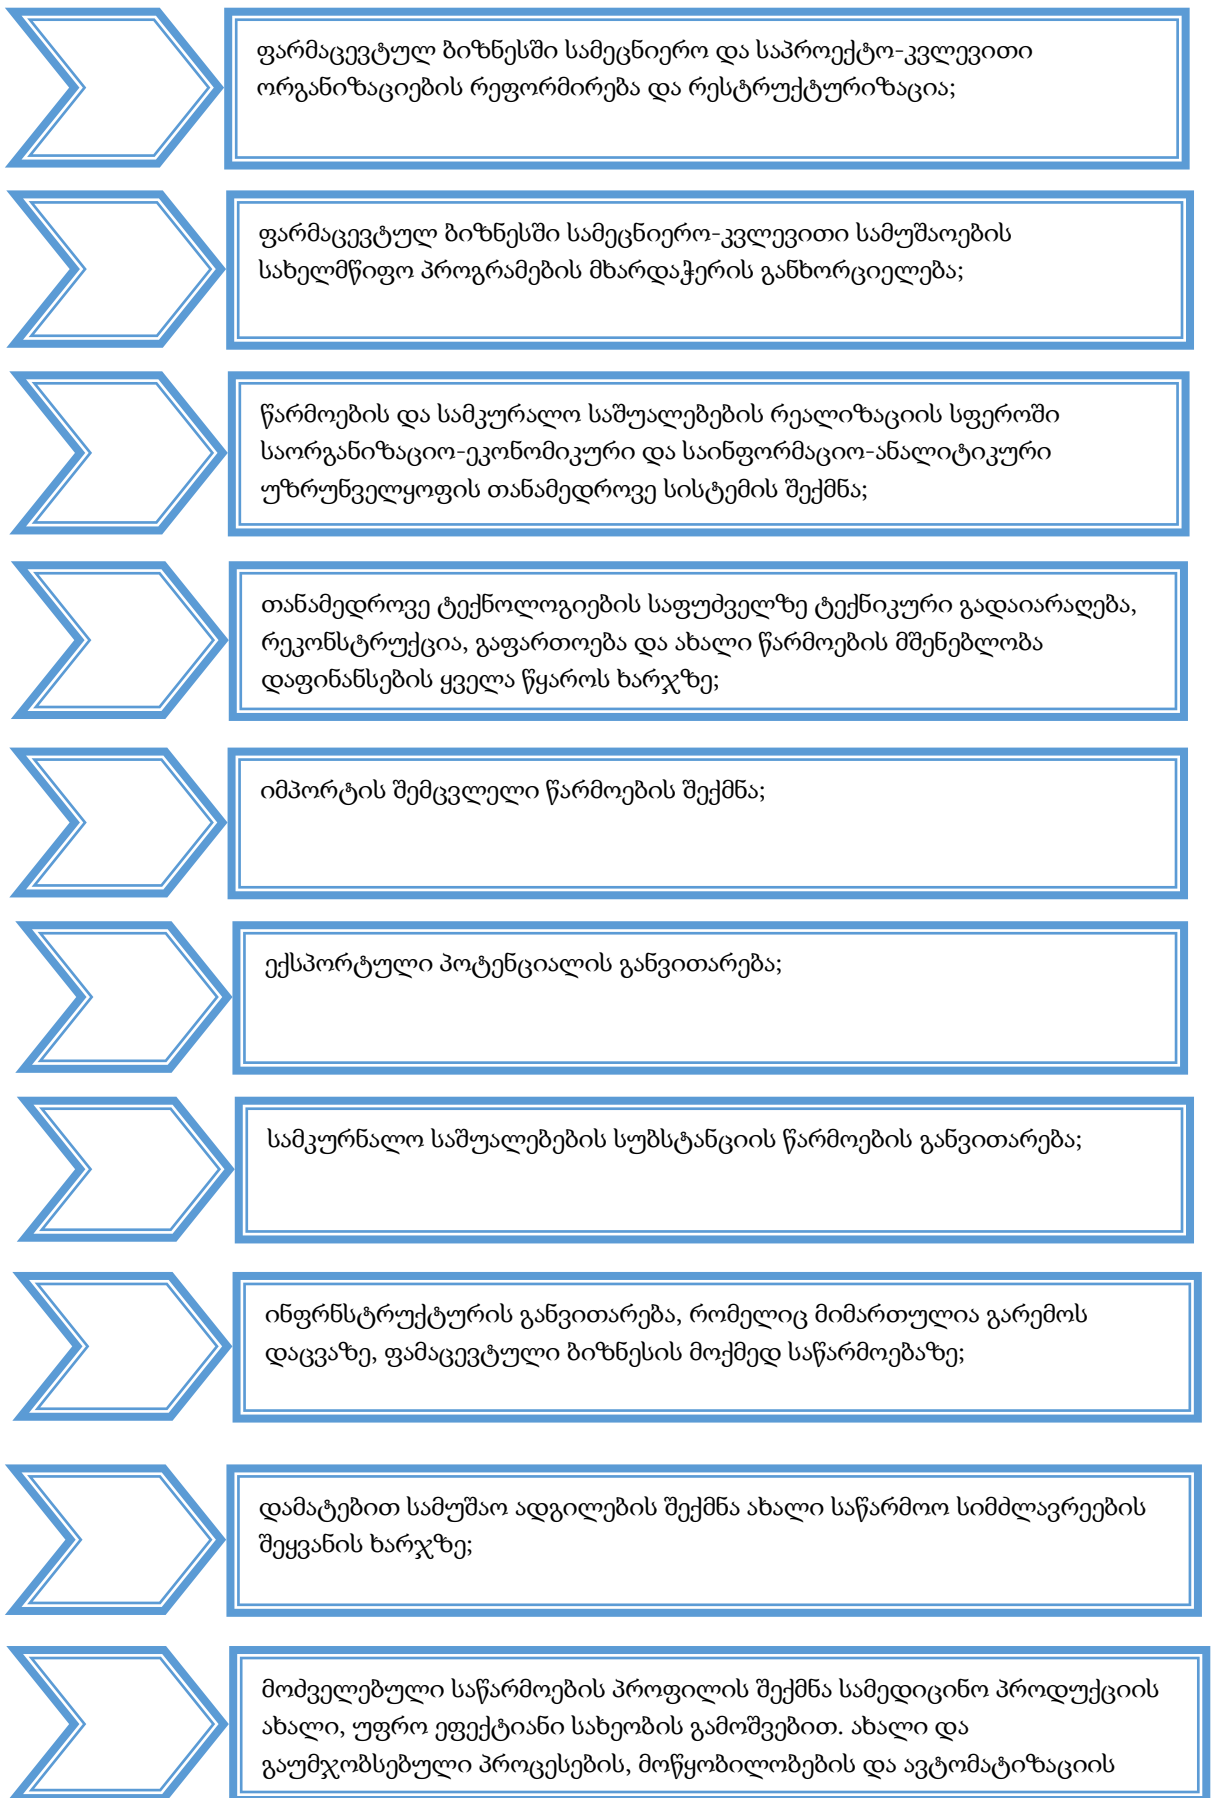 ფარმაცევტულ ბიზნესში სამეცნიერო და საპროექტო-კვლევითი
ორგანიზაციების რეფორმირება და რესტრუქტურიზაცია;
ფარმაცევტულ ბიზნესში სამეცნიერო-კვლევითი სამუშაოების
სახელმწიფო პროგრამების მხარდაჭერის განხორციელება;
წარმოების და სამკურალო საშუალებების რეალიზაციის სფეროში
საორგანიზაციო-ეკონომიკური და საინფორმაციო-ანალიტიკური
უზრუნველყოფის თანამედროვე სისტემის შექმნა;
თანამედროვე ტექნოლოგიების საფუძველზე ტექნიკური გადაიარაღება,
რეკონსტრუქცია, გაფართოება და ახალი წარმოების მშენებლობა
დაფინანსების ყველა წყაროს ხარჯზე;
იმპორტის შემცვლელი წარმოების შექმნა;
ექსპორტული პოტენციალის განვითარება;
სამკურნალო საშუალებების სუბსტანციის წარმოების განვითარება;
ინფრნსტრუქტურის განვითარება, რომელიც მიმართულია გარემოს
დაცვაზე, ფამაცევტული ბიზნესის მოქმედ საწარმოებაზე;
დამატებით სამუშაო ადგილების შექმნა ახალი საწარმოო სიმძლავრეების
შეყვანის ხარჯზე;
მოძველებული საწარმოების პროფილის შექმნა სამედიცინო პროდუქციის
ახალი, უფრო ეფექტიანი სახეობის გამოშვებით. ახალი და
გაუმჯობსებული პროცესების, მოწყობილობების და ავტომატიზაციის